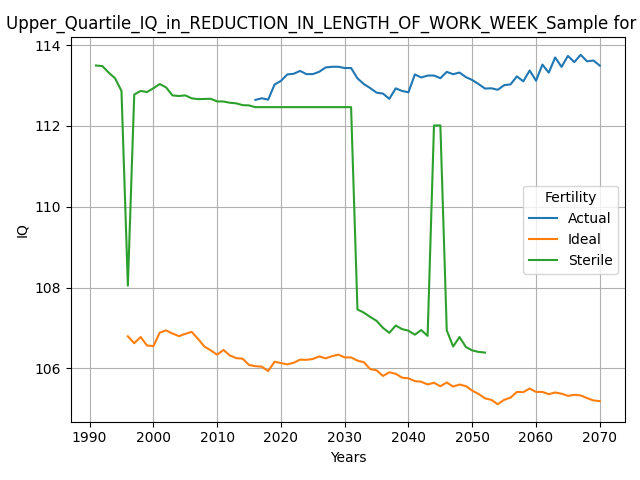 Upper_Quartile_IQ_in_REDUCTION_IN_LENGTH_OF_WORK_WEEK_Sample for
114
112
110
108
106
IQ
Fertility
Actual
Ideal
Sterile
1990 2000 2010 2020 2030 2040 2050 2060 2070
Years